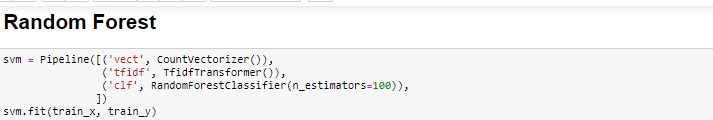 Random Forest
svm = Pipeline([('vect', CountVectorizer()),
('tfidf', TfidfTransformer()),
('clf', RandomForestClassifier(n_estimators=100)),
])
svm.fit(train_x, train_y)